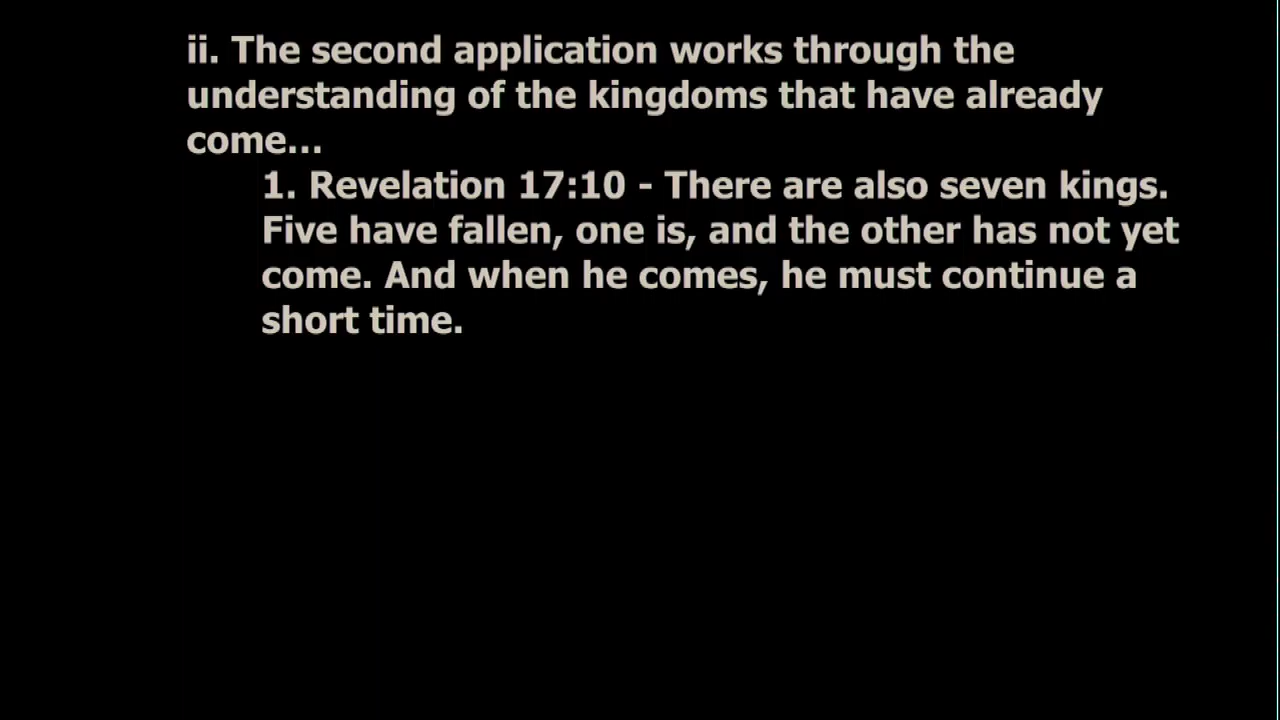 ii. The second application works through the
understanding of the kingdoms that have already
come...
1. Revelation 17:10 - There are also seven kings.
Five have fallen, one is, and the other has not yet
come. And when he comes, he must continue a
short time.